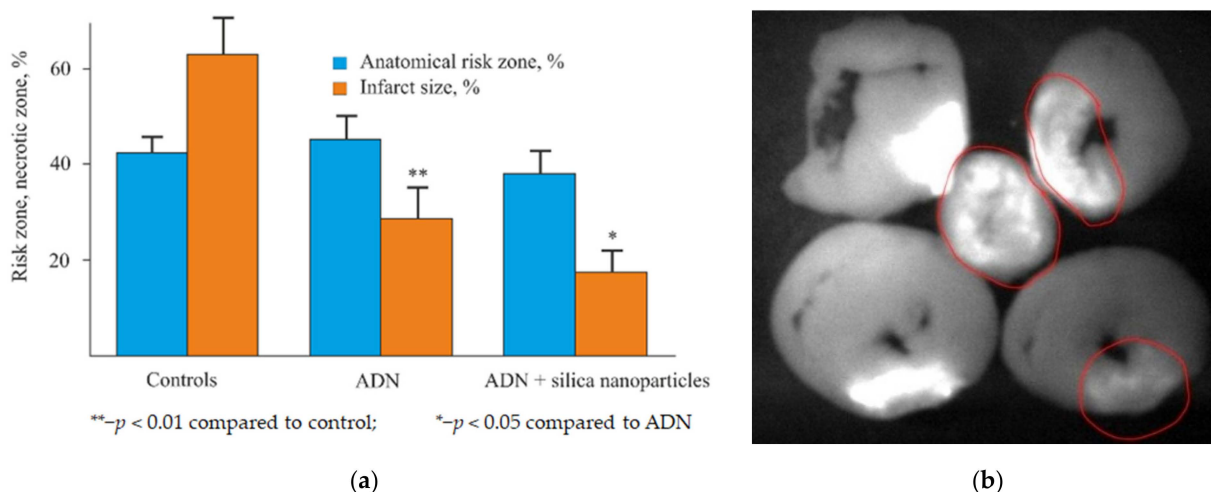 Risk zone, necrotic zone, %
60
40
20
Anatomical risk zone, %
Infarct size, %
**
*
Controls
ADN
ADN + silica nanoparticles
**−p < 0.01 compared to control;
*−p < 0.05 compared to ADN
(a)
(b)